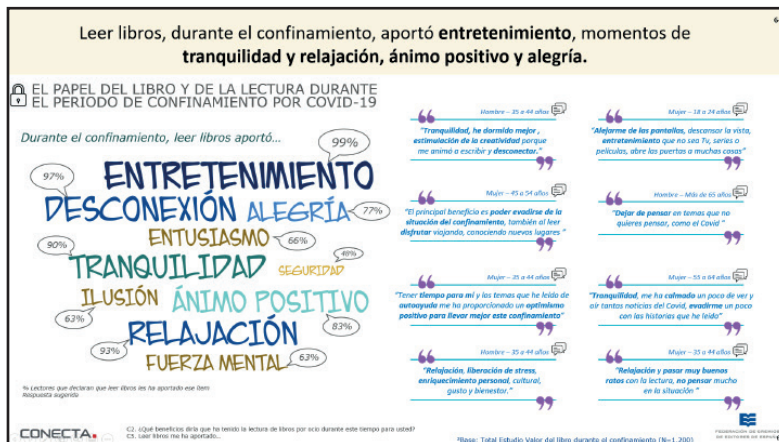 Leer libros, durante el confinamiento, aportó entretenimiento, momentos de
tranquilidad y relajación, ánimo positivo y alegría.
EL PAPEL DEL LIBRO Y DE LA LECTURA DURANTE
EL PERIODO DE CONFINAMIENTO POR COVID-19
Durante el confinamiento, leer libros aportó...
99%
ENTRETENIMIENTO
97%
DESCONEXIÓN
ALEGRÍA
77%
ENTUSIASMO
66%
90%
TRANQUILIDAD
SEGURIDAD
ILUSIÓN
63%
ÁNIMO POSITIVO
83%
RELAJACIÓN
93%
FUERZA MENTAL
63%
% Lectores que declaran que leer libros les ha aportado ese ítem
Respuesta sugerida
Hombre – 35 a 44 años
"Tranquilidad, he dormido mejor,
estimulación de la creatividad porque
me animó a escribir y desconectar."
Mujer – 18 a 24 años
"Alejarme de las pantallas, descansar la vista,
entretenimiento que no sea Tv, series o
películas, abre las puertas a muchas cosas"
Mujer – 45 a 54 años
"El principal beneficio es poder evadirse de la
situación del confinamiento, también al leer
disfrutar viajando, conociendo nuevos lugares "
Hombre – Más de 65 años
"Dejar de pensar en temas que no
quieres pensar, como el Covid "
Mujer – 35 a 44 años
"Tener tiempo para mí y los temas que he leído de
autoayuda me ha proporcionado un optimismo
positivo para llevar mejor este confinamiento"
Mujer – 55 a 64 años
"Tranquilidad, me ha calmado un poco de ver y
oir tantas noticias del Covid, evadirme un poco
con las historias que he leído"
Hombre – 35 a 44 años
"Relajación, liberación de stress,
enriquecimiento personal, cultural,
gusto y bienestar."
Mujer – 35 a 44 años
"Relajación y pasar muy buenos
ratos con la lectura, no pensar mucho
en la situación "
CONECTA.
C2. ¿Qué beneficios diría que ha tenido la lectura de libros por ocio durante este tiempo para usted?
C3. Leer libros me ha aportado...
*Base: Total Estudio Valor del libro durante el confinamiento (N=1.200)
FEDERACIÓN DE GREMIOS
DE EDITORES DE ESPAÑA